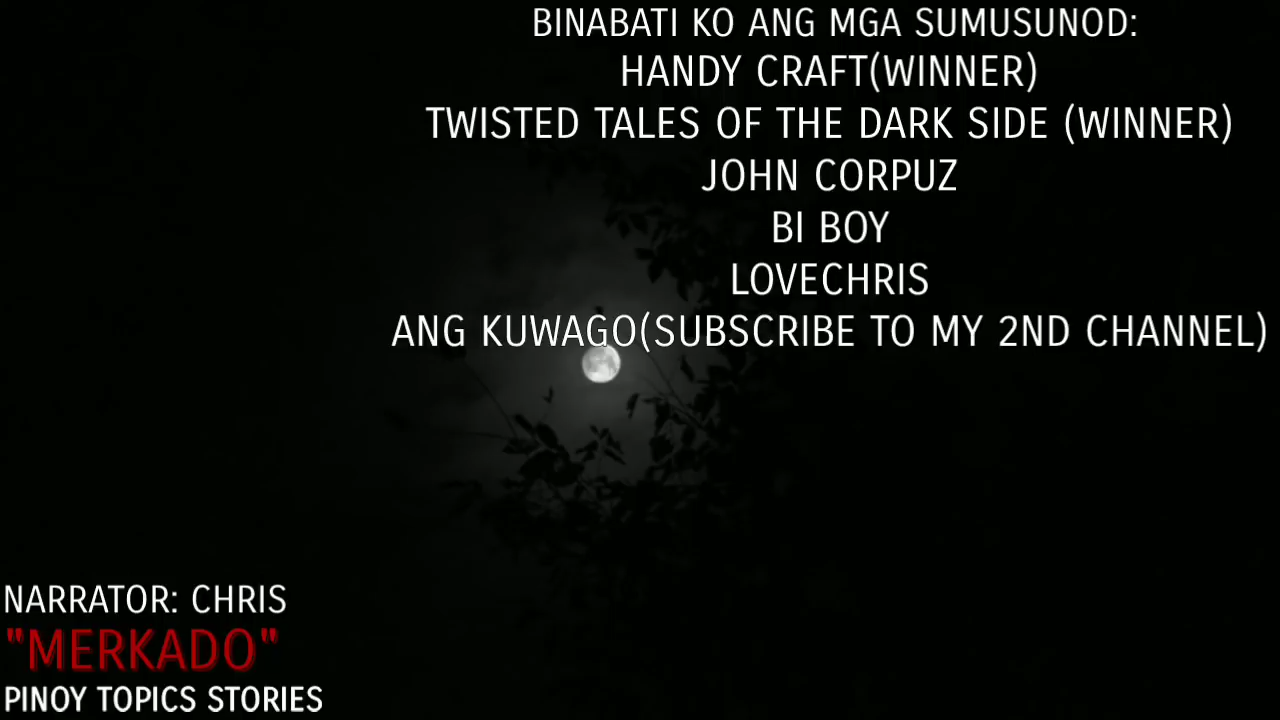 BINABATI KO ANG MGA SUMUSUNOD:
HANDY CRAFT(WINNER)
TWISTED TALES OF THE DARK SIDE (WINNER)
JOHN CORPUZ
BI BOY
LOVECHRIS
ANG KUWAGO(SUBSCRIBE TO MY 2ND CHANNEL)
NARRATOR: CHRIS
"MERKADO"
PINOY TOPICS STORIES